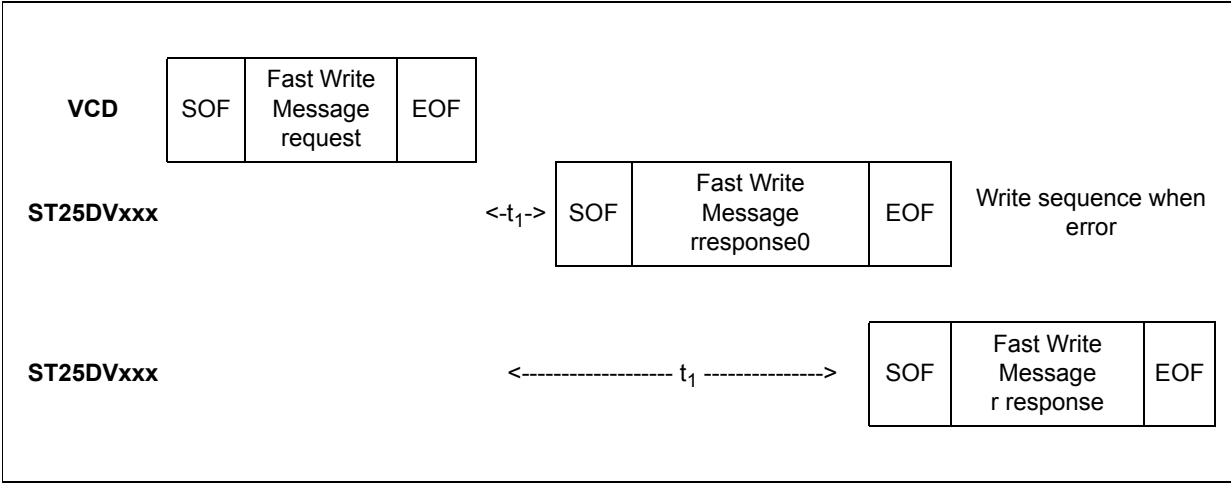 VCD
SOF
Fast Write
Message
request
EOF
ST25DVxxx
<-t₁->
SOF
Fast Write
Message
rresponse0
EOF
Write sequence when
error
ST25DVxxx
<------------------- t₁ --------------->
SOF
Fast Write
Message
r response
EOF